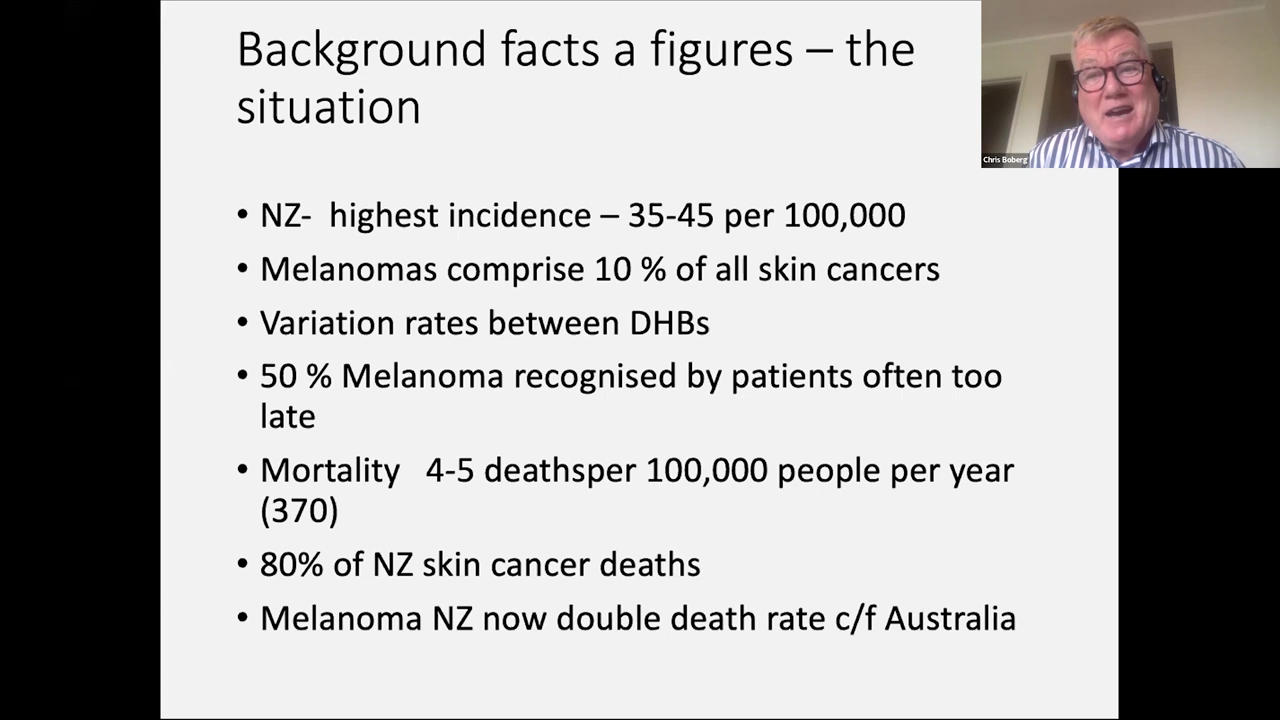 Background facts a figures – the
situation
• NZ-  highest incidence – 35-45 per 100,000
• Melanomas comprise 10 % of all skin cancers
• Variation rates between DHBs
• 50 % Melanoma recognised by patients often too
late
• Mortality   4-5 deathsper 100,000 people per year
(370)
• 80% of NZ skin cancer deaths
• Melanoma NZ now double death rate c/f Australia
Chris Boberg